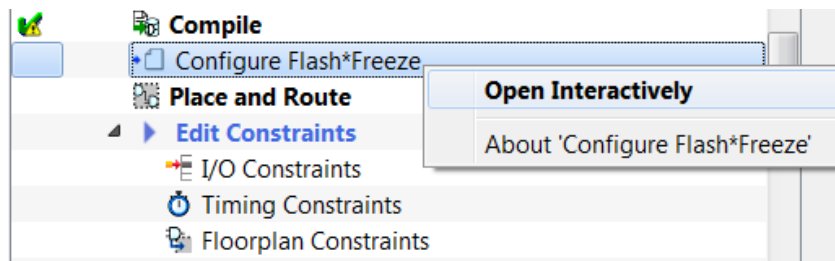 Compile
Configure Flash*Freeze
Open Interactively
Place and Route
About 'Configure Flash*Freeze'
Edit Constraints
I/O Constraints
Timing Constraints
Floorplan Constraints